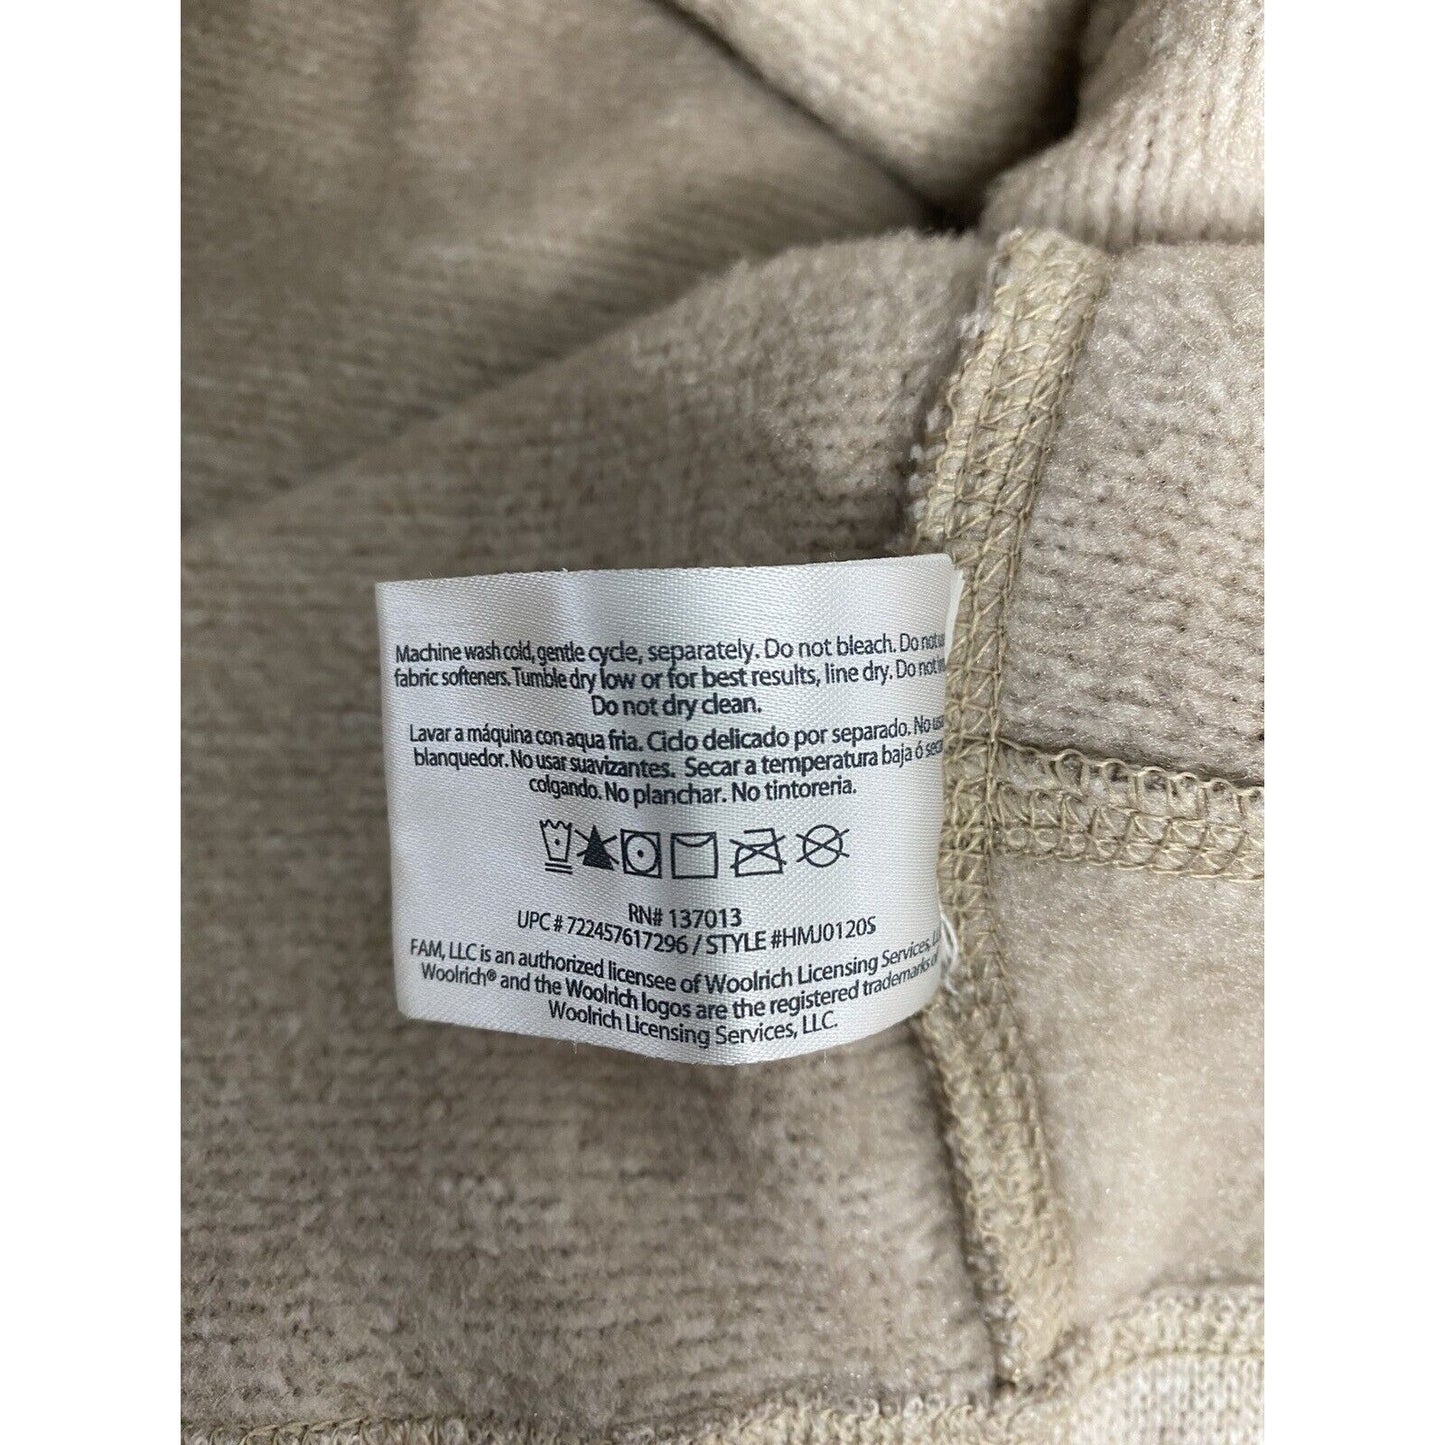 Machine wash cold, gentle cycle, separately. Do not bleach. Do not
fabric softeners. Tumble dry low or for best results, line dry. Do not
Do not dry clean.
Lavar a máquina con aqua fria. Ciclo delicado por separado. No
blanquedor. No usar suavizantes. Secar a temperatura baja ó
colgando. No planchar. No tintoreria.
RN# 137013
UPC # 722457617296 / STYLE #HMJ0120S
FAM, LLC is an authorized licensee of Woolrich Licensing Services,
Woolrich® and the Woolrich logos are the registered trademarks of
Woolrich Licensing Services, LLC.